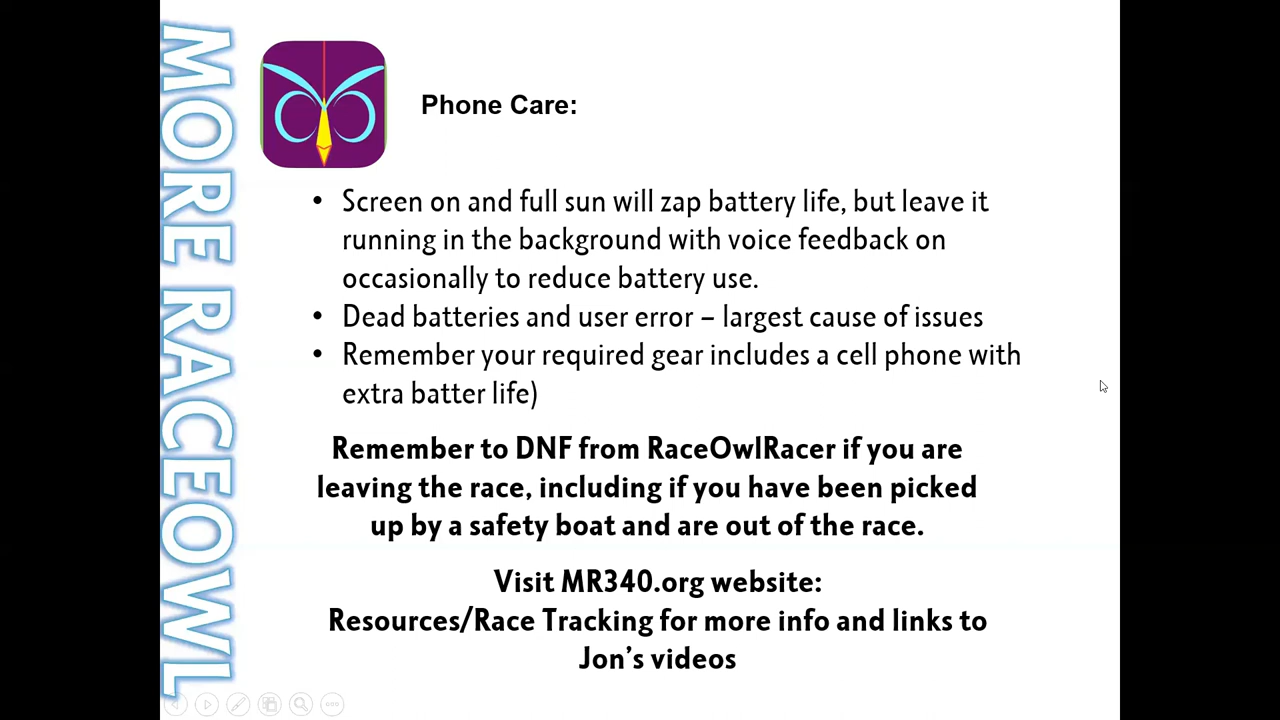 MORE RACEOWL
Phone Care:
• Screen on and full sun will zap battery life, but leave it
running in the background with voice feedback on
occasionally to reduce battery use.
• Dead batteries and user error – largest cause of issues
• Remember your required gear includes a cell phone with
extra batter life)
Remember to DNF from RaceOwlRacer if you are
leaving the race, including if you have been picked
up by a safety boat and are out of the race.
Visit MR340.org website:
Resources/Race Tracking for more info and links to
Jon’s videos